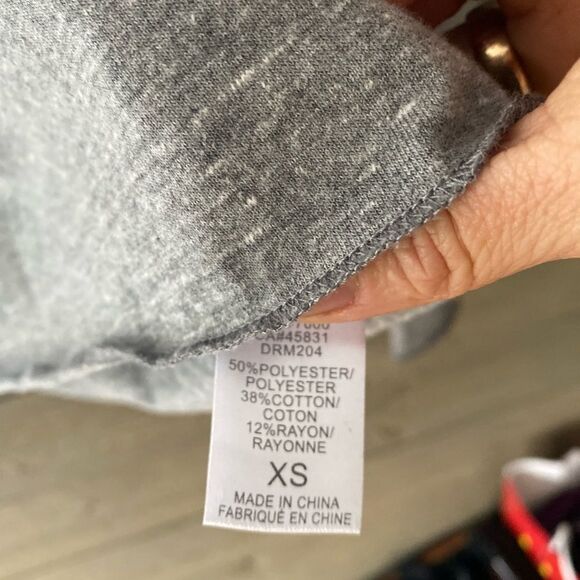 CA#45831
DRM204
50%POLYESTER/
POLYESTER
38%COTTON/
COTON
12%RAYON/
RAYONNE
XS
MADE IN CHINA
FABRIQUÉ EN CHINE